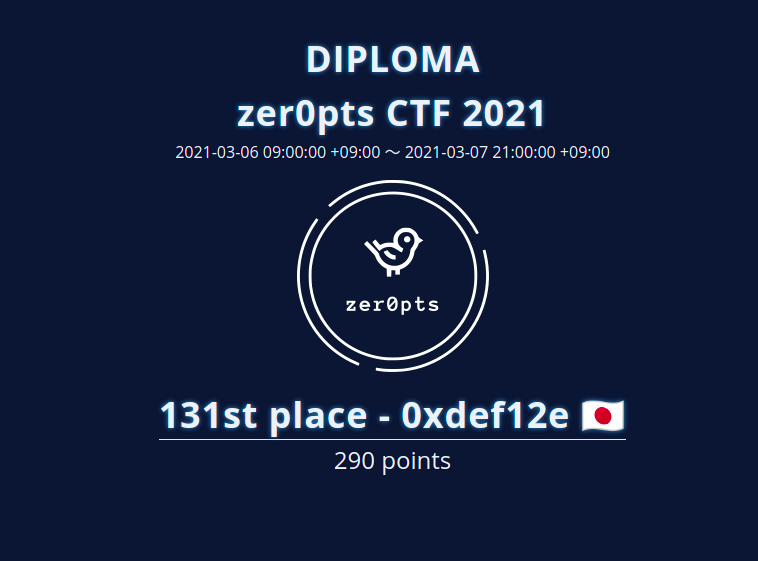 DIPLOMA
zer0pts CTF 2021
2021-03-06 09:00:00 +09:00 〜 2021-03-07 21:00:00 +09:00
zer0pts
131st place - 0xdef12e 🇯🇵
290 points